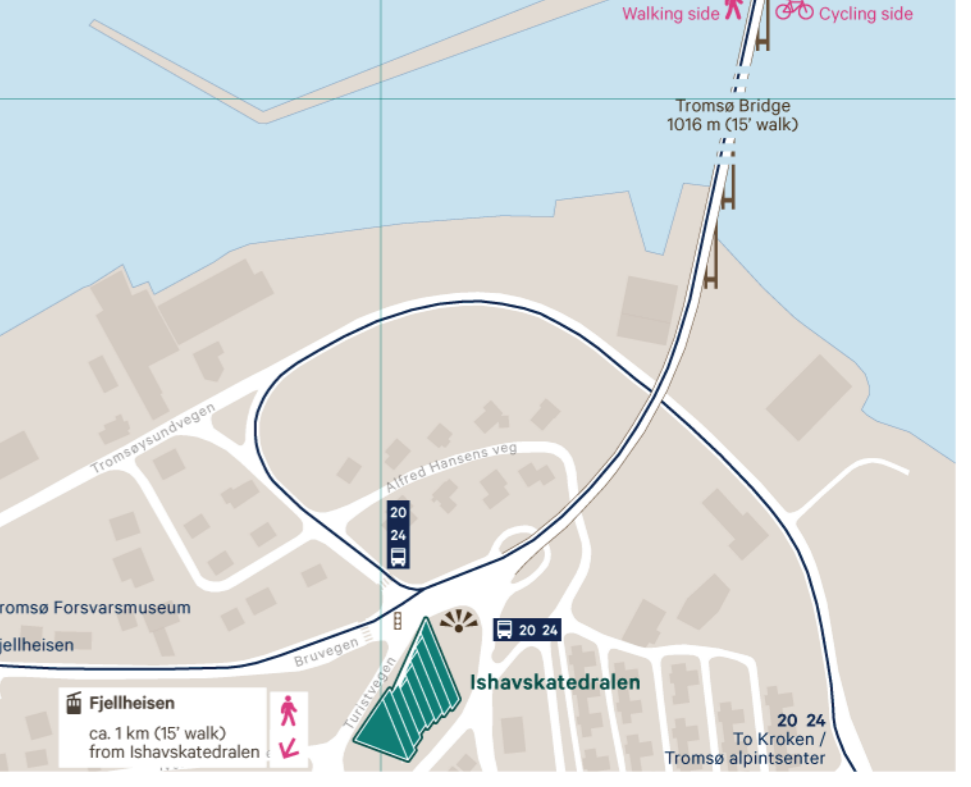 Walking side
Cycling side
Tromsø Bridge
1016 m (15’ walk)
Tromsøysundvegen
Alfred Hansens veg
20
24
romsø Forsvarsmuseum
20 24
jellheisen
Bruvegen
Turistvegen
Ishavskatedralen
Fjellheisen
ca. 1 km (15’ walk)
from Ishavskatedralen
20 24
To Kroken /
Tromsø alpintsenter